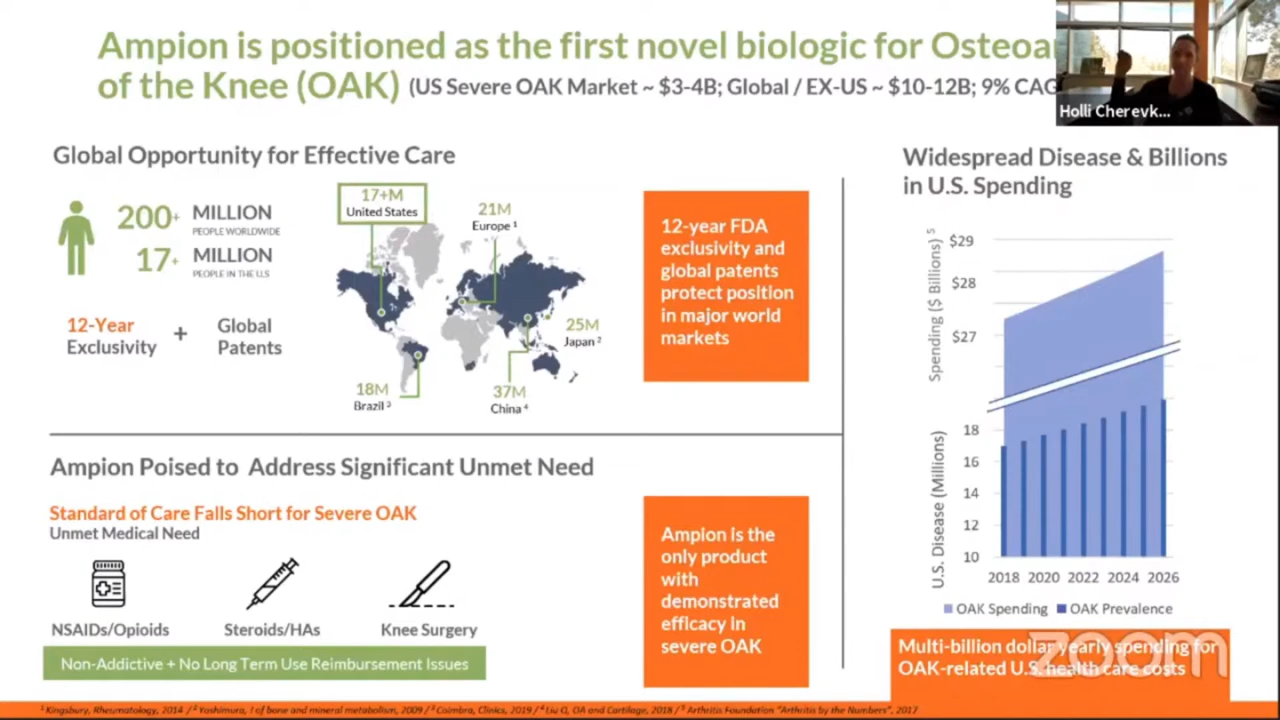 Ampion is positioned as the first novel biologic for Osteoa
of the Knee (OAK) (US Severe OAK Market ~ $3-4B; Global / EX-US ~ $10-12B; 9% CAG
Holli Cherevk...
Global Opportunity for Effective Care
200+ MILLION
PEOPLE WORLDWIDE
17+ MILLION
PEOPLE IN THE U.S
12-Year
Exclusivity
+
Global
Patents
17+M
United States
21M
Europe 1
25M
Japan 2
18M
Brazil 3
37M
China 4
12-year FDA
exclusivity and
global patents
protect position
in major world
markets
Ampion Poised to Address Significant Unmet Need
Standard of Care Falls Short for Severe OAK
Unmet Medical Need
NSAIDs/Opioids
Steroids/HAs
Knee Surgery
Non-Addictive + No Long Term Use Reimbursement Issues
Ampion is the
only product
with
demonstrated
efficacy in
severe OAK
Widespread Disease & Billions
in U.S. Spending
Spending ($ Billions) 5
$29
$28
$27
U.S. Disease (Millions)
18
16
14
12
10
2018 2020 2022 2024 2026
OAK Spending OAK Prevalence
Multi-billion dollar yearly spending for
OAK-related U.S. health care costs
zoom
1 Kingsbury, Rheumatology, 2014 / 2 Yoshimura, J of bone and mineral metabolism, 2009 / 3 Coimbra, Clinics, 2019 / 4 Liu Q, OA and Cartilage, 2018 / 5 Arthritis Foundation "Arthritis by the Numbers", 2017